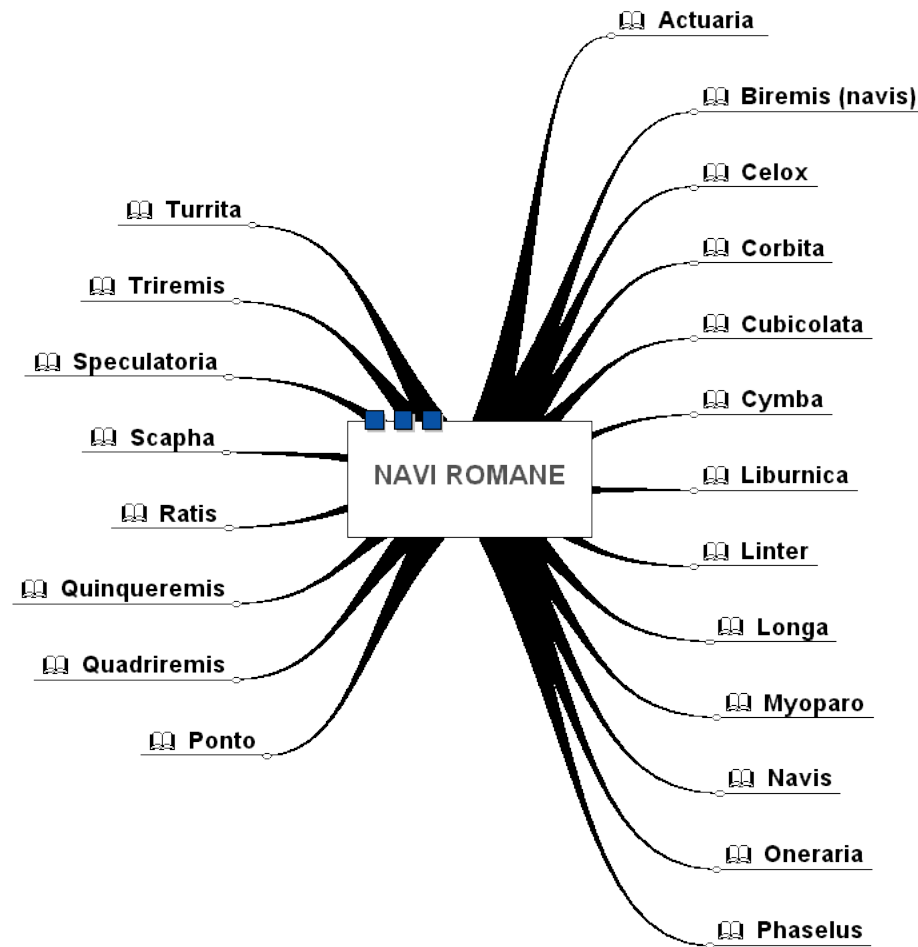 Actuaria
Biremis (navis)
Celox
Corbita
Cubicolata
Cymba
Liburnica
Linter
Longa
Myoparo
Navis
Oneraria
Phaselus
NAVI ROMANE
Turrita
Triremis
Speculatoria
Scapha
Ratis
Quinqueremis
Quadriremis
Ponto